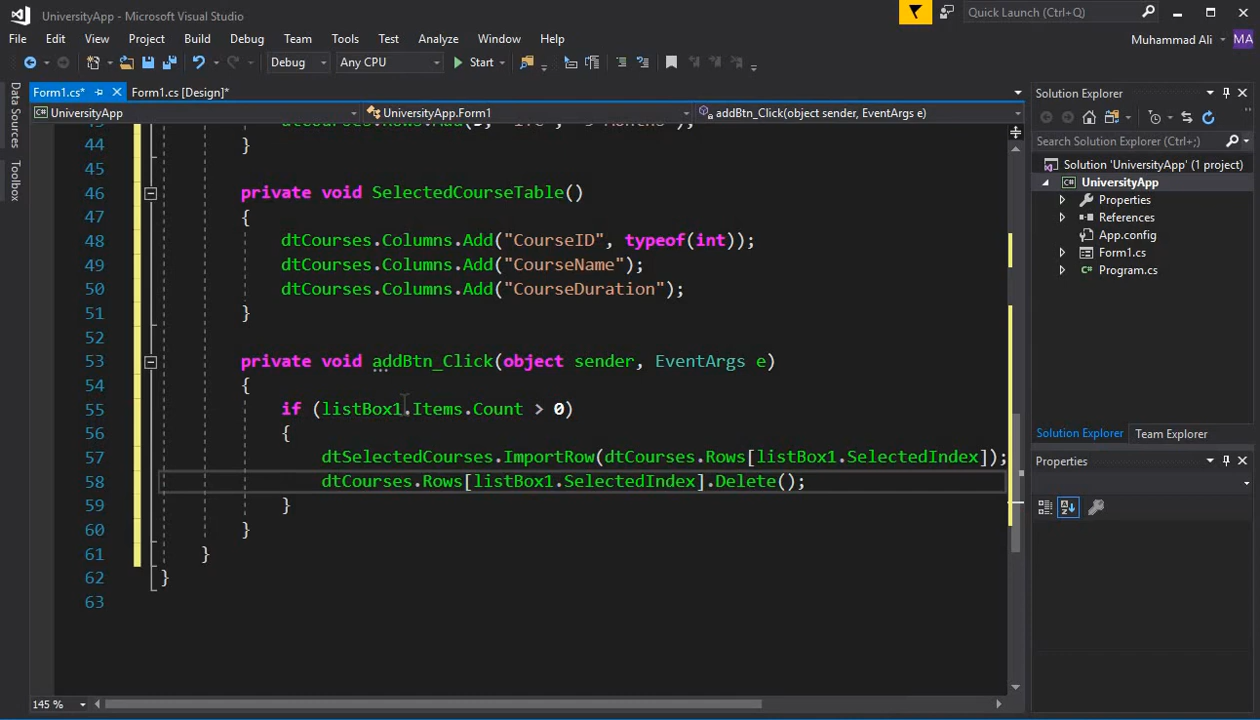 UniversityApp - Microsoft Visual Studio
Quick Launch (Ctrl+Q)
File Edit View Project Build Debug Team Tools Test Analyze Window Help
Muhammad Ali MA
Debug Any CPU Start
Form1.cs* Form1.cs [Design]*
UniversityApp UniversityApp.Form1 addBtn_Click(object sender, EventArgs e)
Data Sources
Toolbox
44 }
45
46 private void SelectedCourseTable()
47 {
48 dtCourses.Columns.Add("CourseID", typeof(int));
49 dtCourses.Columns.Add("CourseName");
50 dtCourses.Columns.Add("CourseDuration");
51 }
52
53 private void addBtn_Click(object sender, EventArgs e)
54 {
55 if (listBox1.Items.Count > 0)
56 {
57 dtSelectedCourses.ImportRow(dtCourses.Rows[listBox1.SelectedIndex]);
58 dtCourses.Rows[listBox1.SelectedIndex].Delete();
59 }
60 }
61 }
62 }
63
145 %
Solution Explorer
Search Solution Explorer (Ctrl+;)
Solution 'UniversityApp' (1 project)
UniversityApp
Properties
References
App.config
Form1.cs
Program.cs
Solution Explorer Team Explorer
Properties